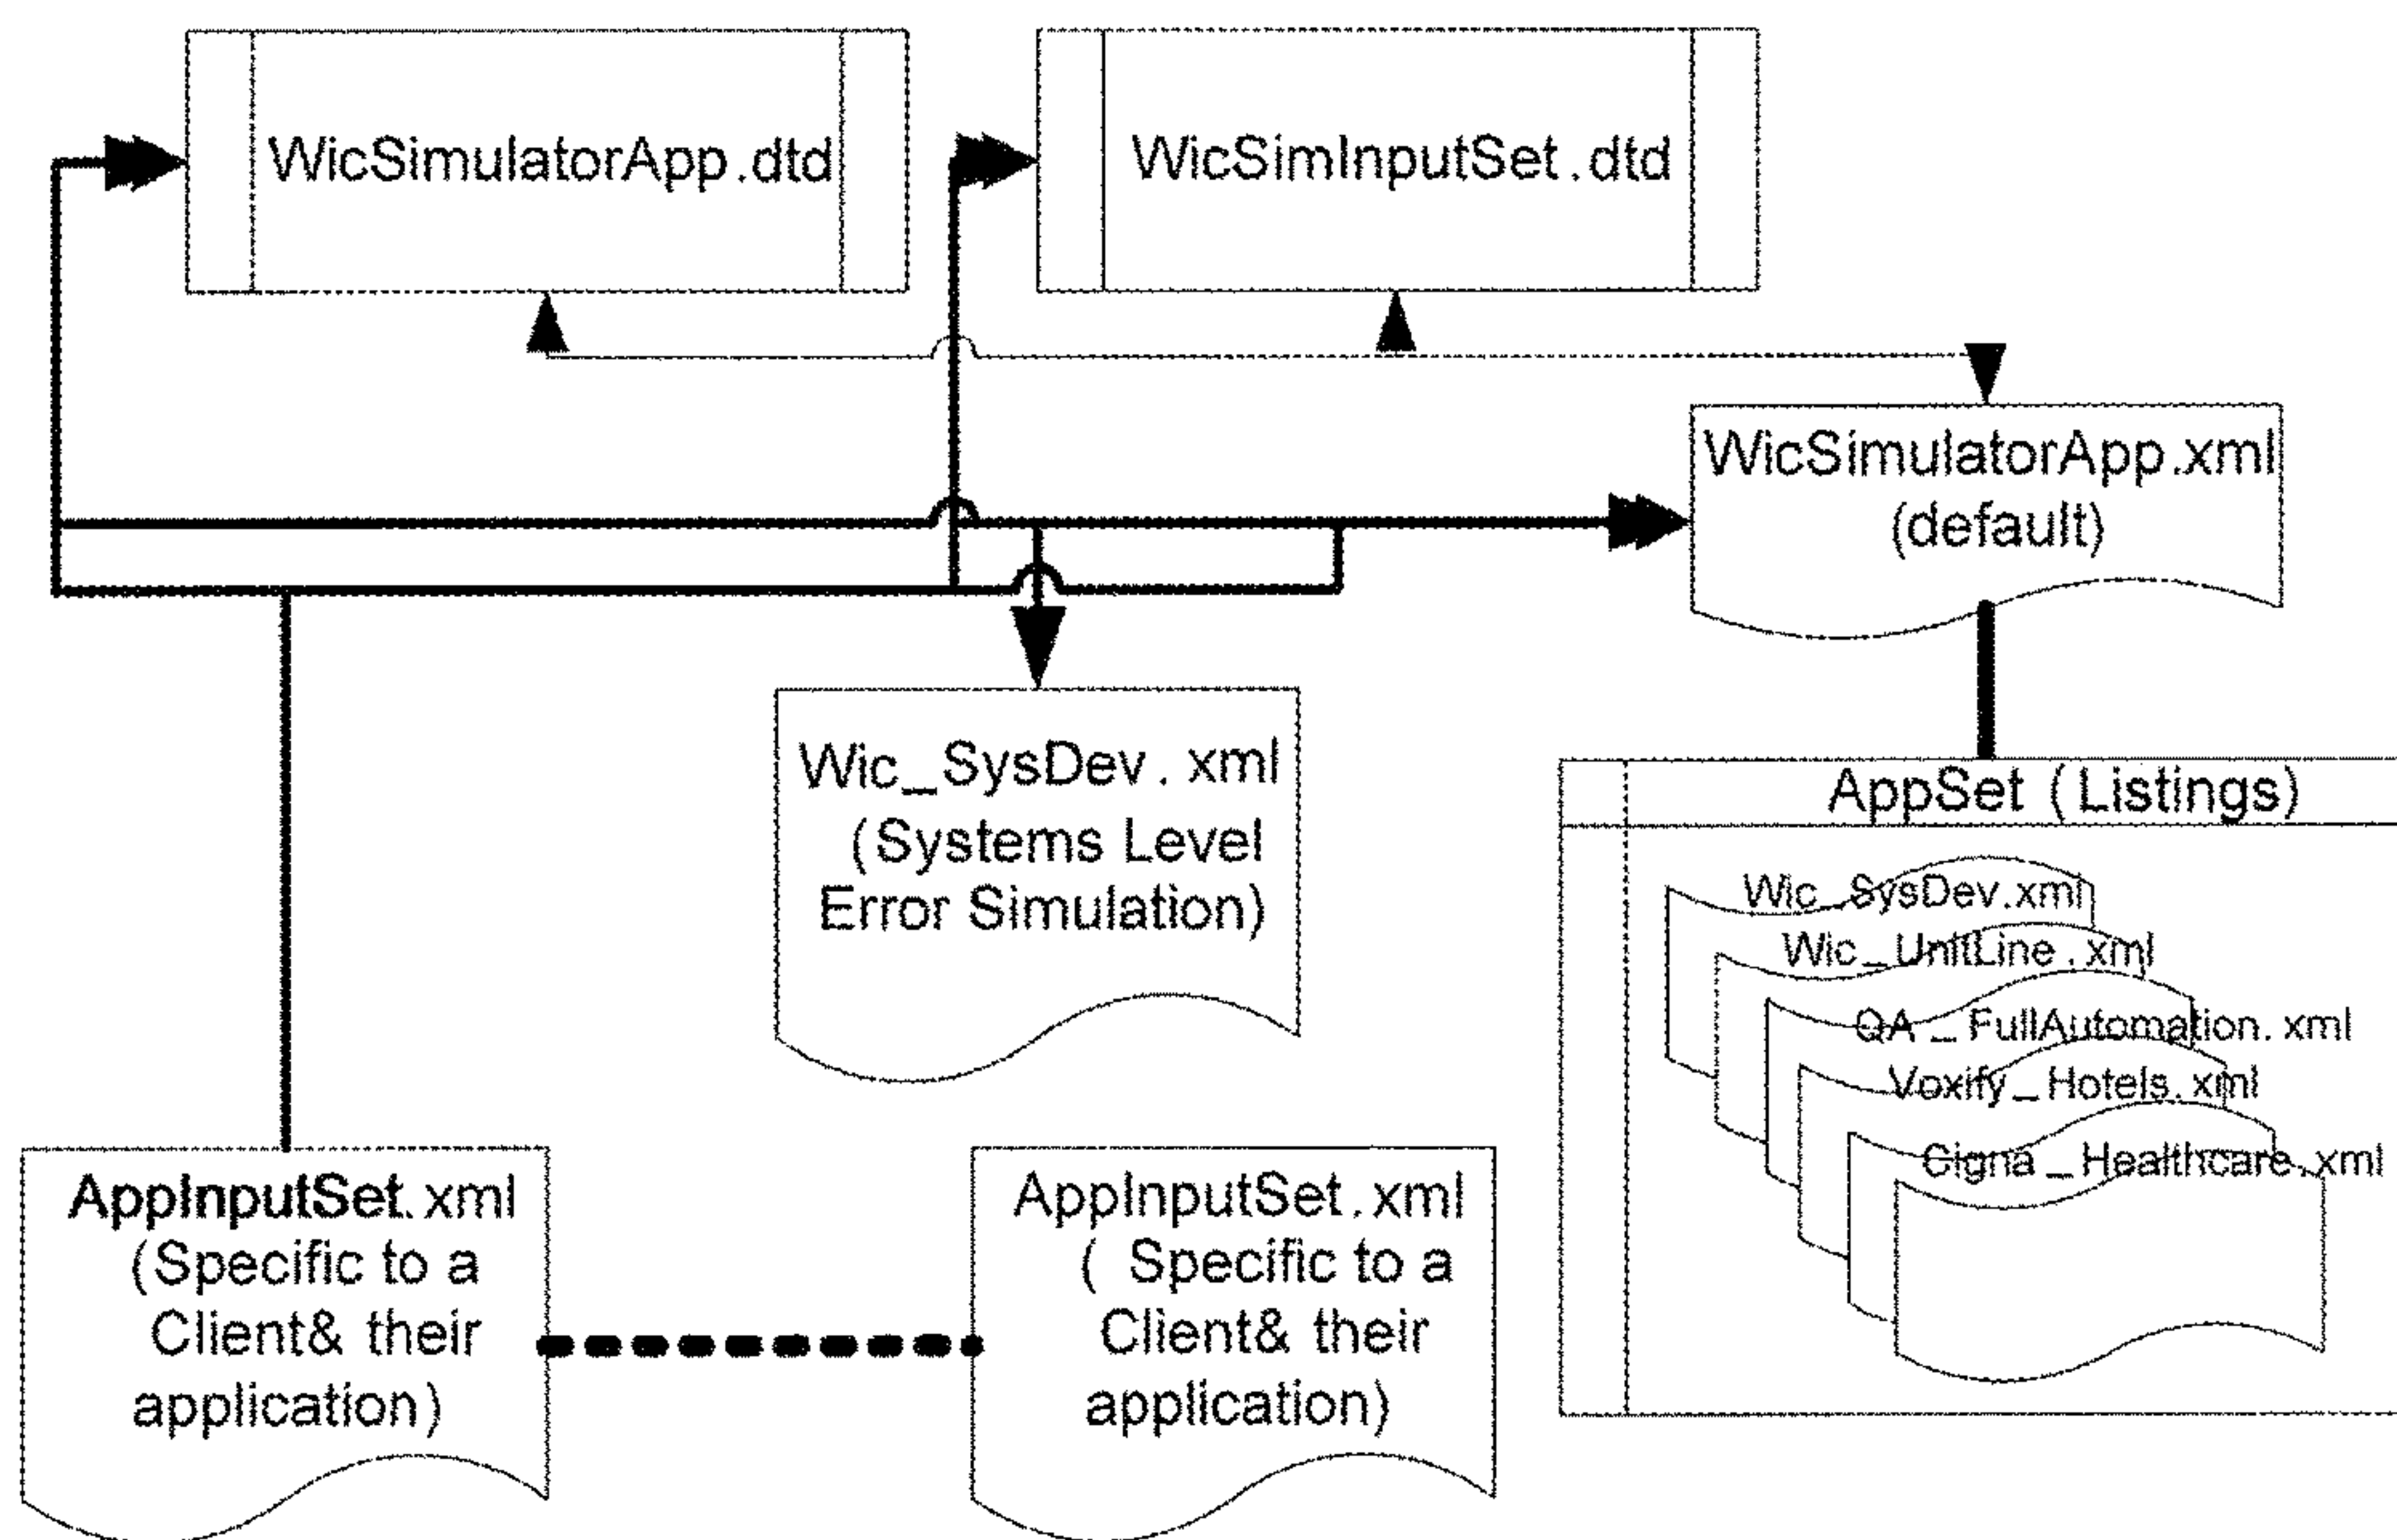 WicSimulatorApp.dtd
WicSimInputSet.dtd
WicSimulatorApp.xml
(default)
Wic_SysDev.xml
(Systems Level
Error Simulation)
AppSet (Listings)
Wic_SysDev.xml
Wic_UnitLine.xml
QA_FullAutomation.xml
Voxify_Hotels.xml
Cigna_Healthcare.xml
AppInputSet.xml
(Specific to a
Client& their
application)
AppInputSet.xml
( Specific to a
Client& their
application)